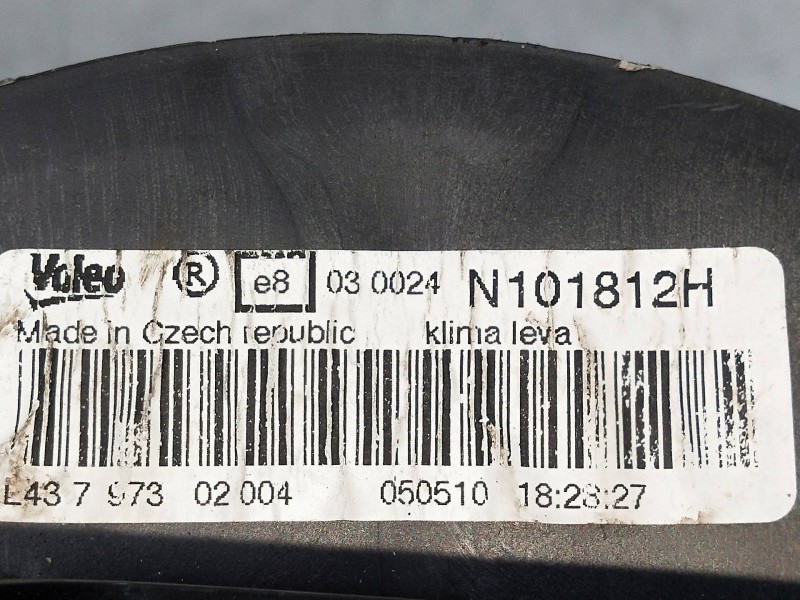 Valeo ® e8 03 0024 N101812H
Made in Czech republic klima leva
L43 7 973 02 004 050510 18:28:27